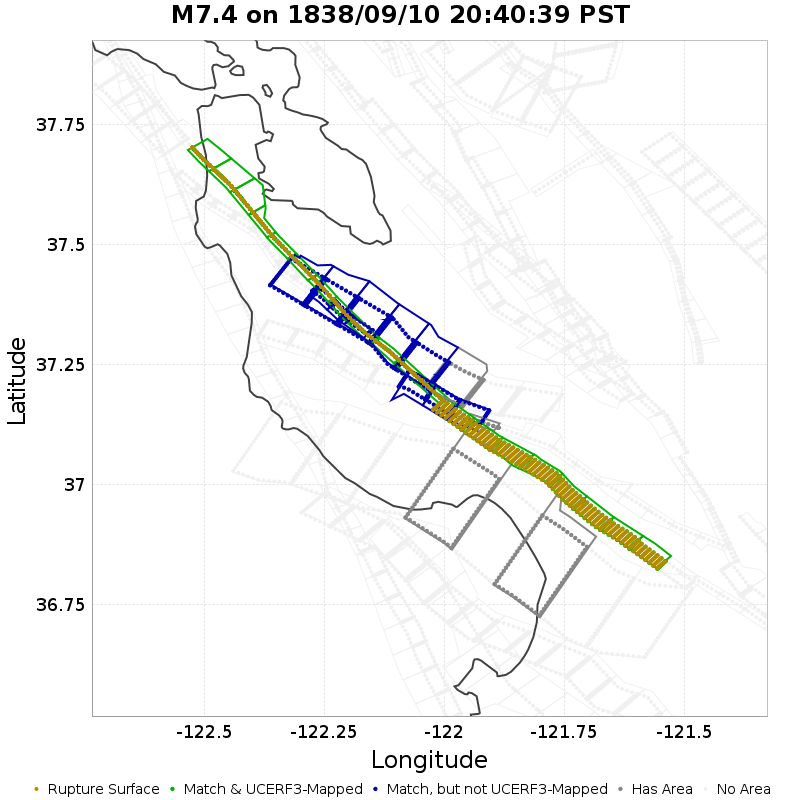 M7.4 on 1838/09/10 20:40:39 PST
37.75
37.5
37.25
37
36.75
Latitude
-122.5 -122.25 -122 -121.75 -121.5
Longitude
Rupture Surface Match & UCERF3-Mapped Match, but not UCERF3-Mapped Has Area No Area